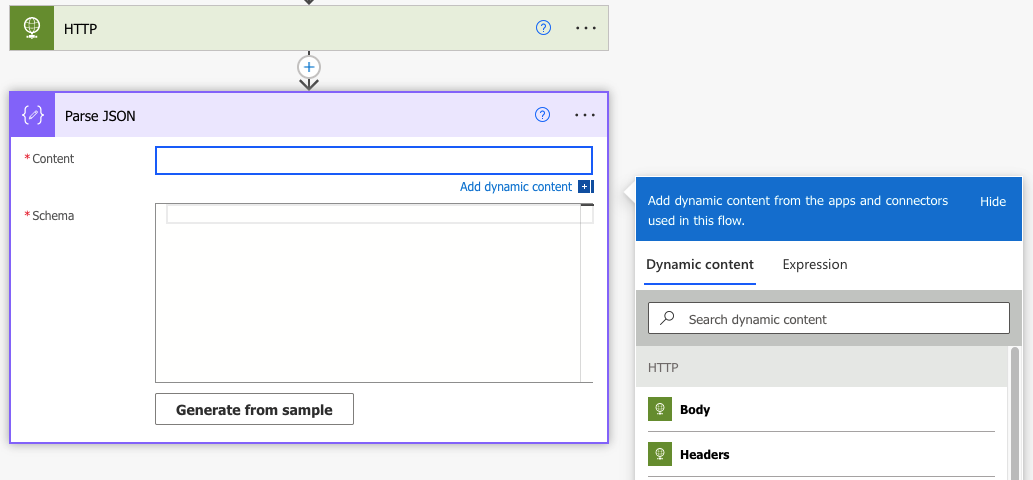 HTTP
Parse JSON
* Content
Add dynamic content
* Schema
Generate from sample
Add dynamic content from the apps and connectors
used in this flow.
Hide
Dynamic content
Expression
Search dynamic content
HTTP
Body
Headers